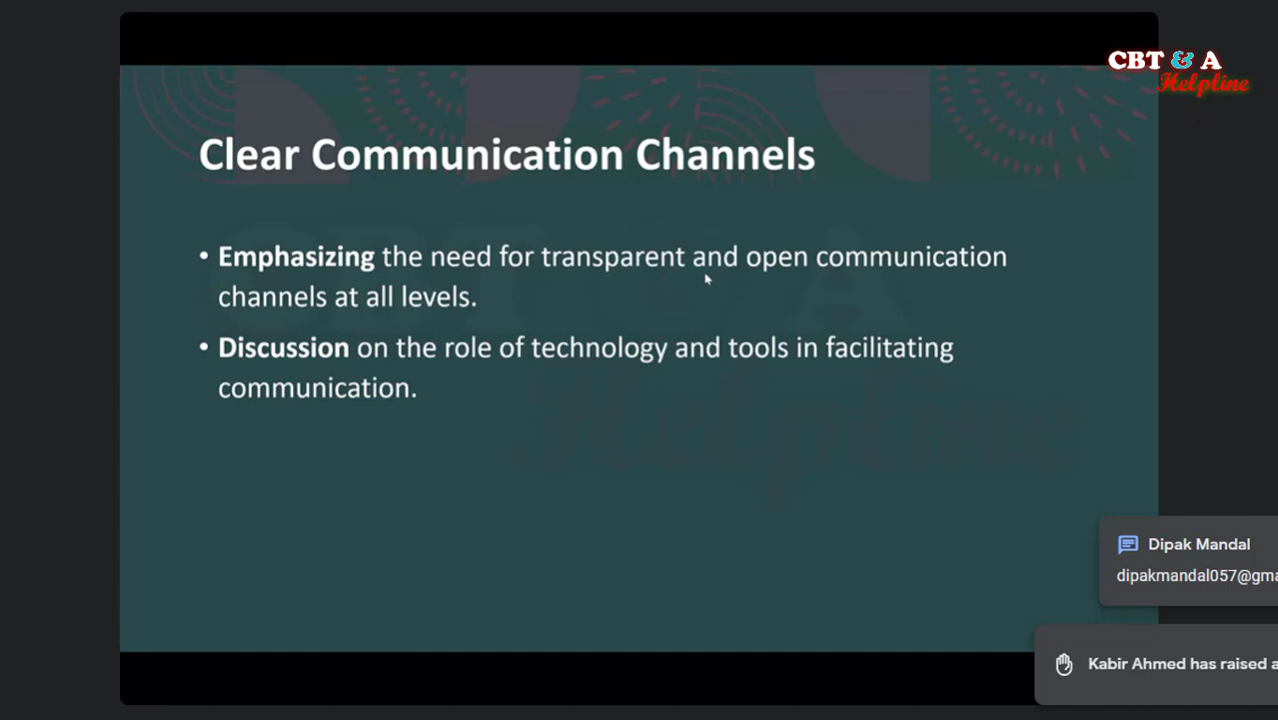 CBT & A
Helpline
Clear Communication Channels
• Emphasizing the need for transparent and open communication
channels at all levels.
• Discussion on the role of technology and tools in facilitating
communication.
Dipak Mandal
dipakmandal057@gma
Kabir Ahmed has raised a